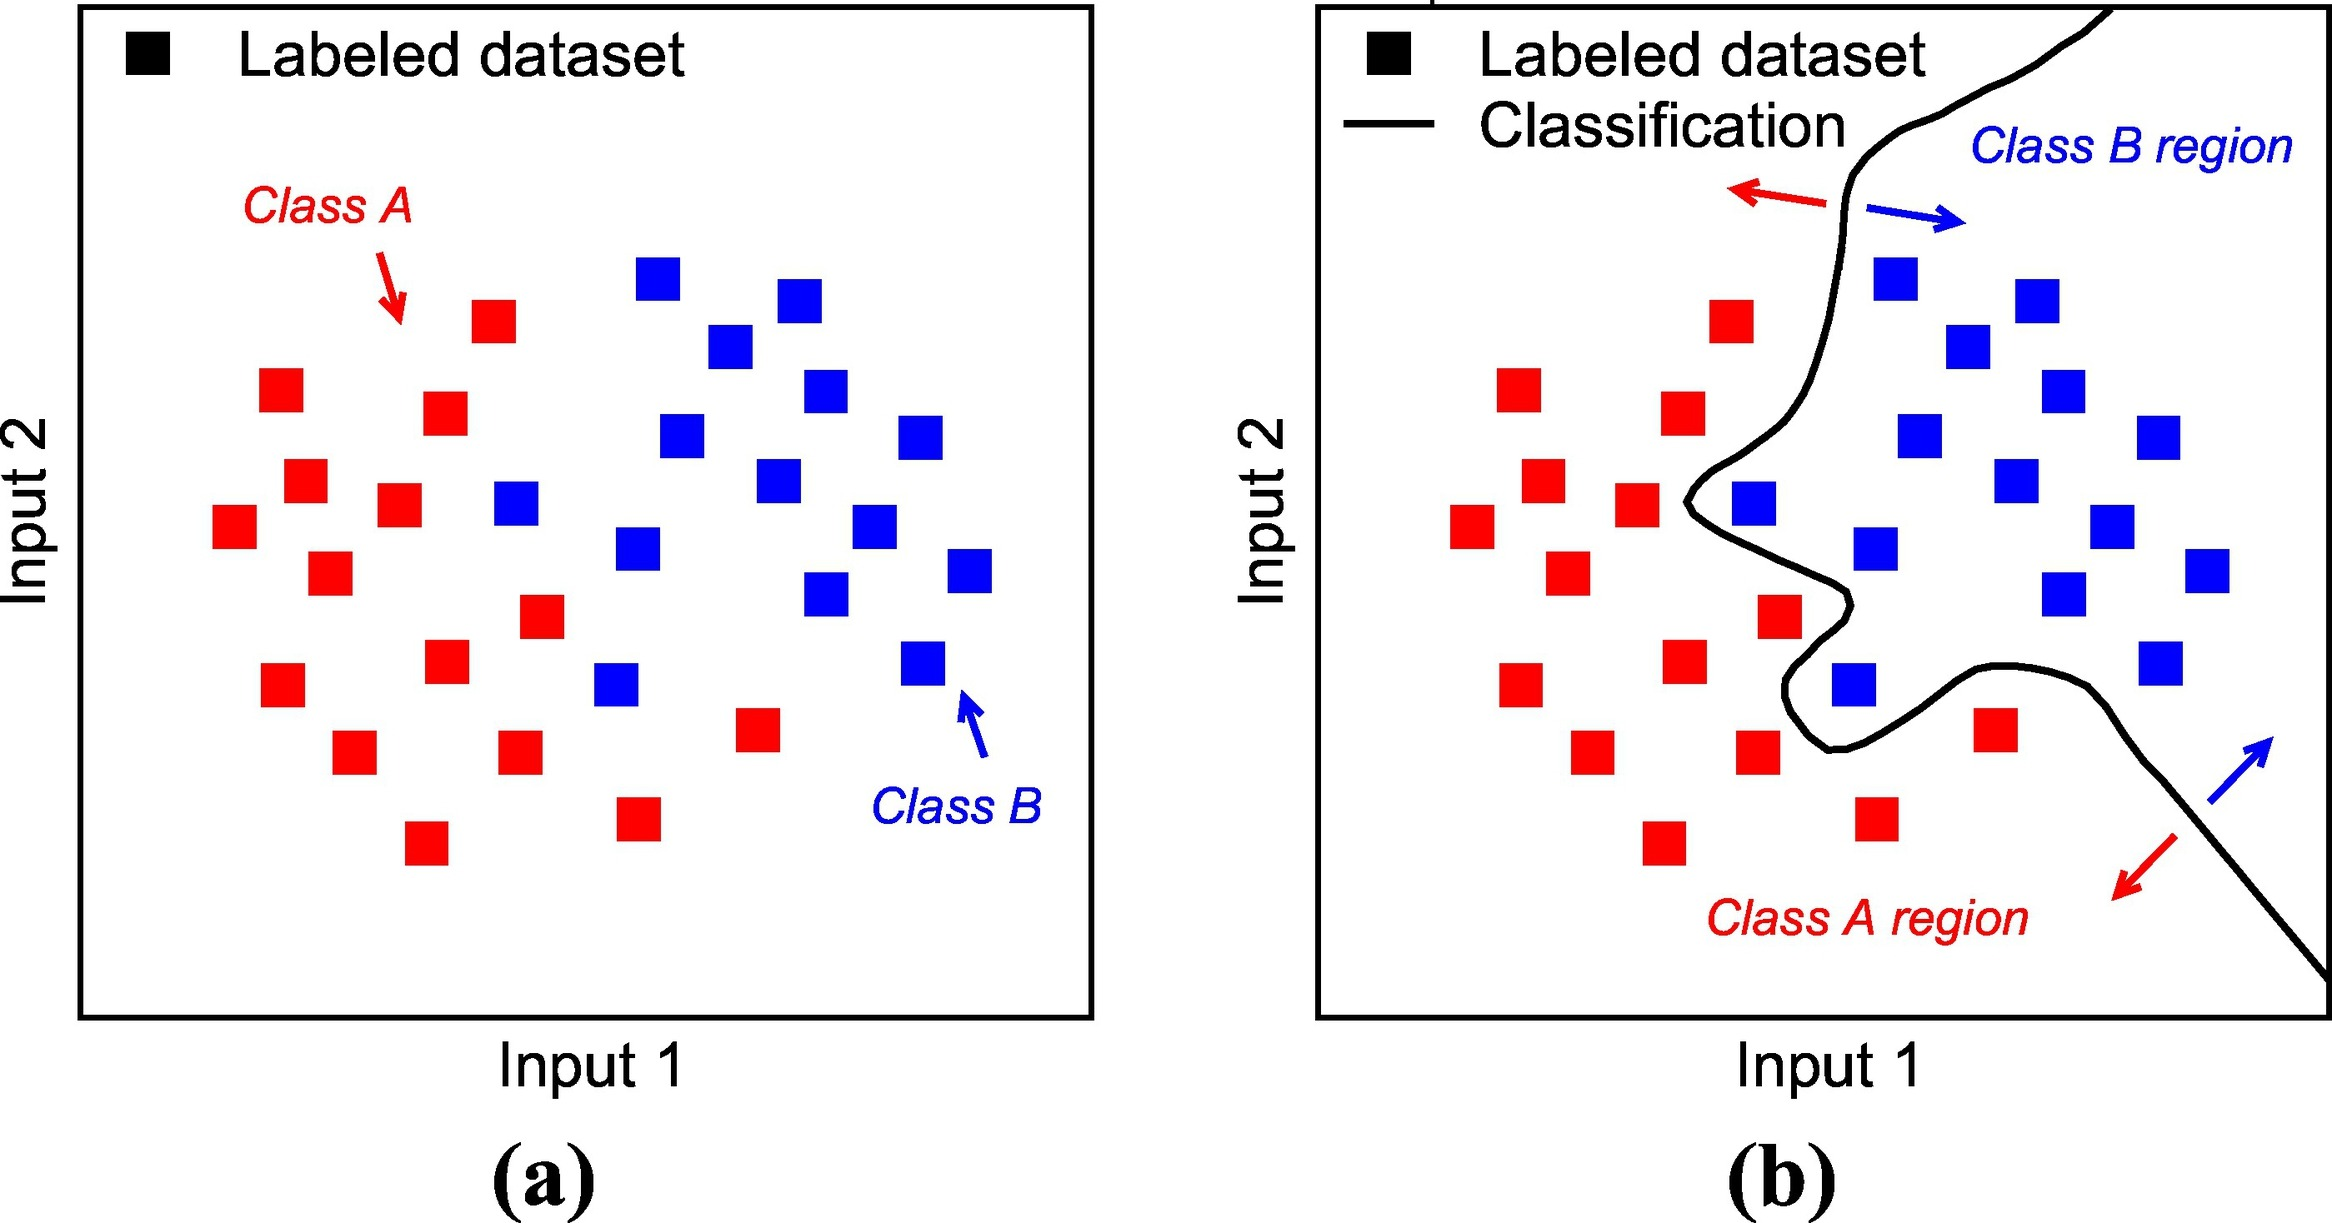 Labeled dataset
Class A
Class B
Input 2
Input 1
(a)
Labeled dataset
Classification
Class B region
Class A region
Input 2
Input 1
(b)